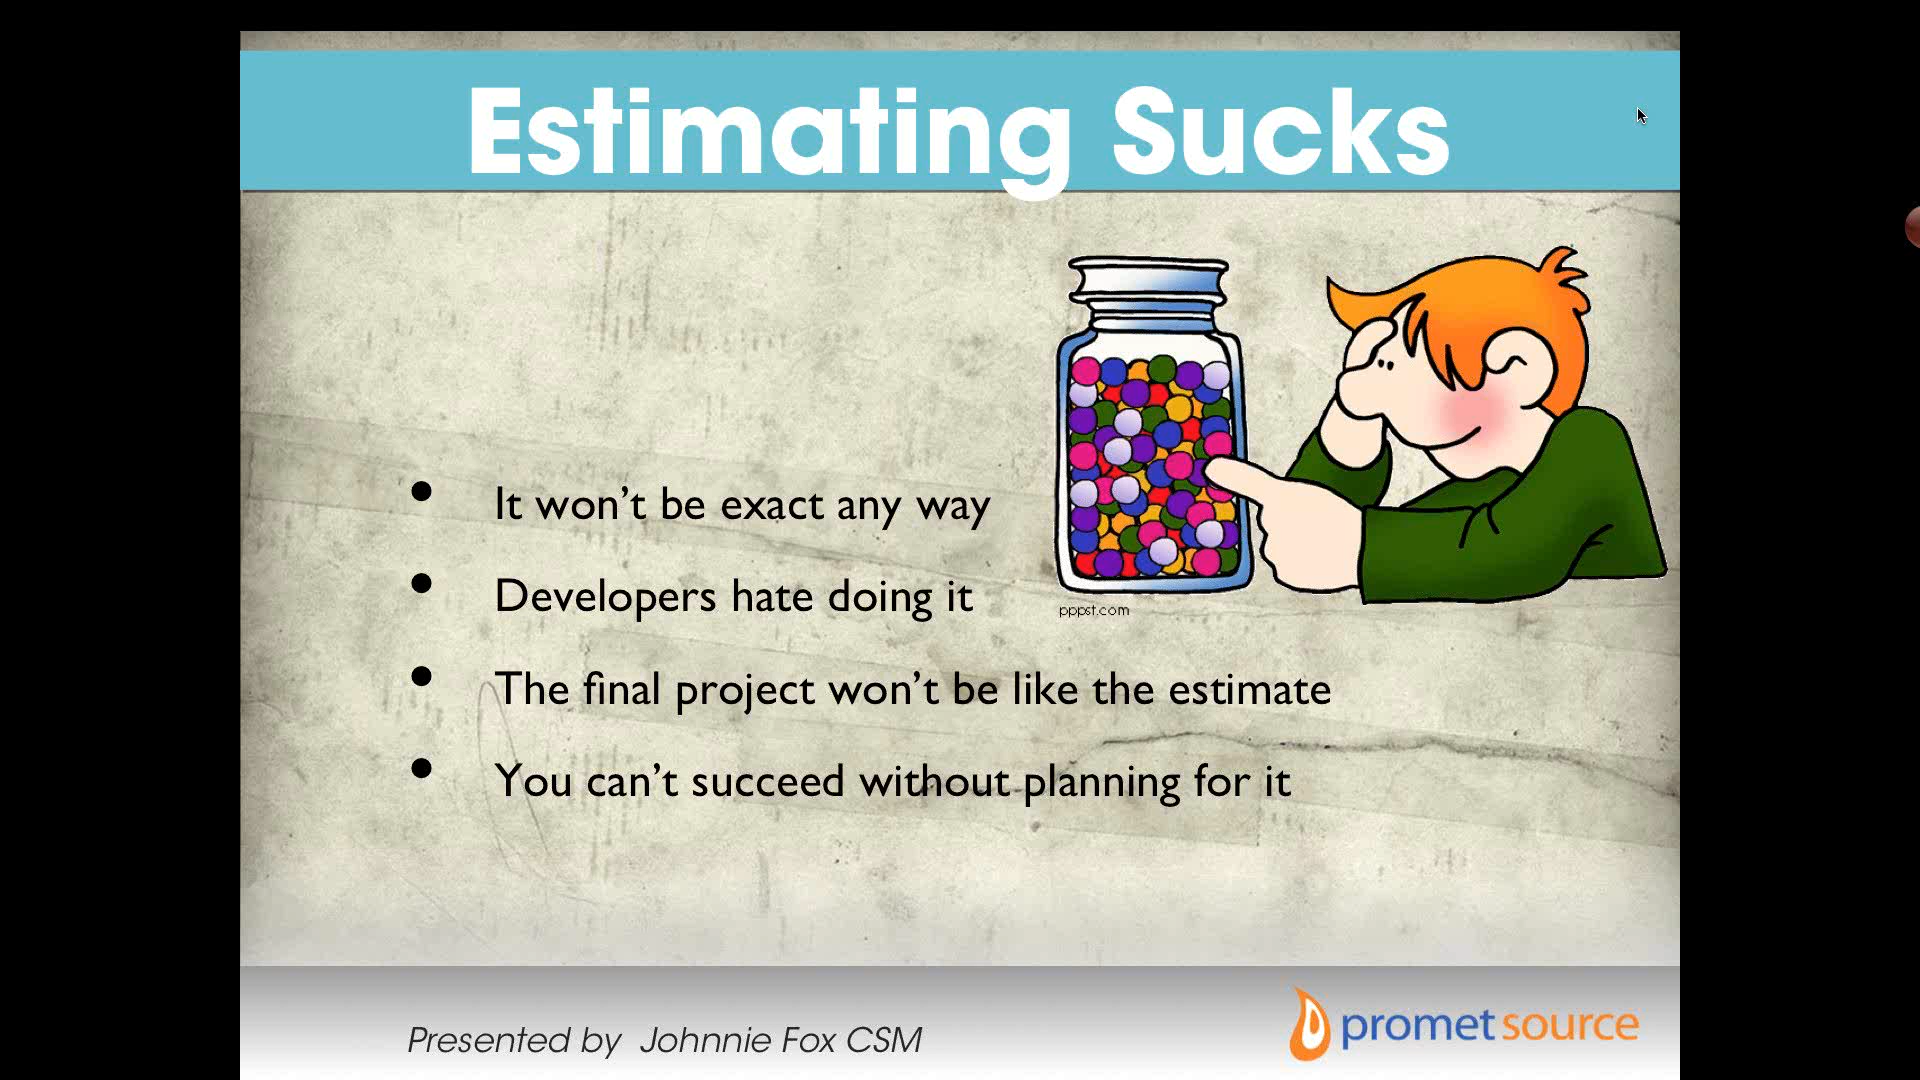 Estimating Sucks
• It won’t be exact any way
• Developers hate doing it
• The final project won’t be like the estimate
• You can’t succeed without planning for it
pppst.com
Presented by Johnnie Fox CSM
promet source